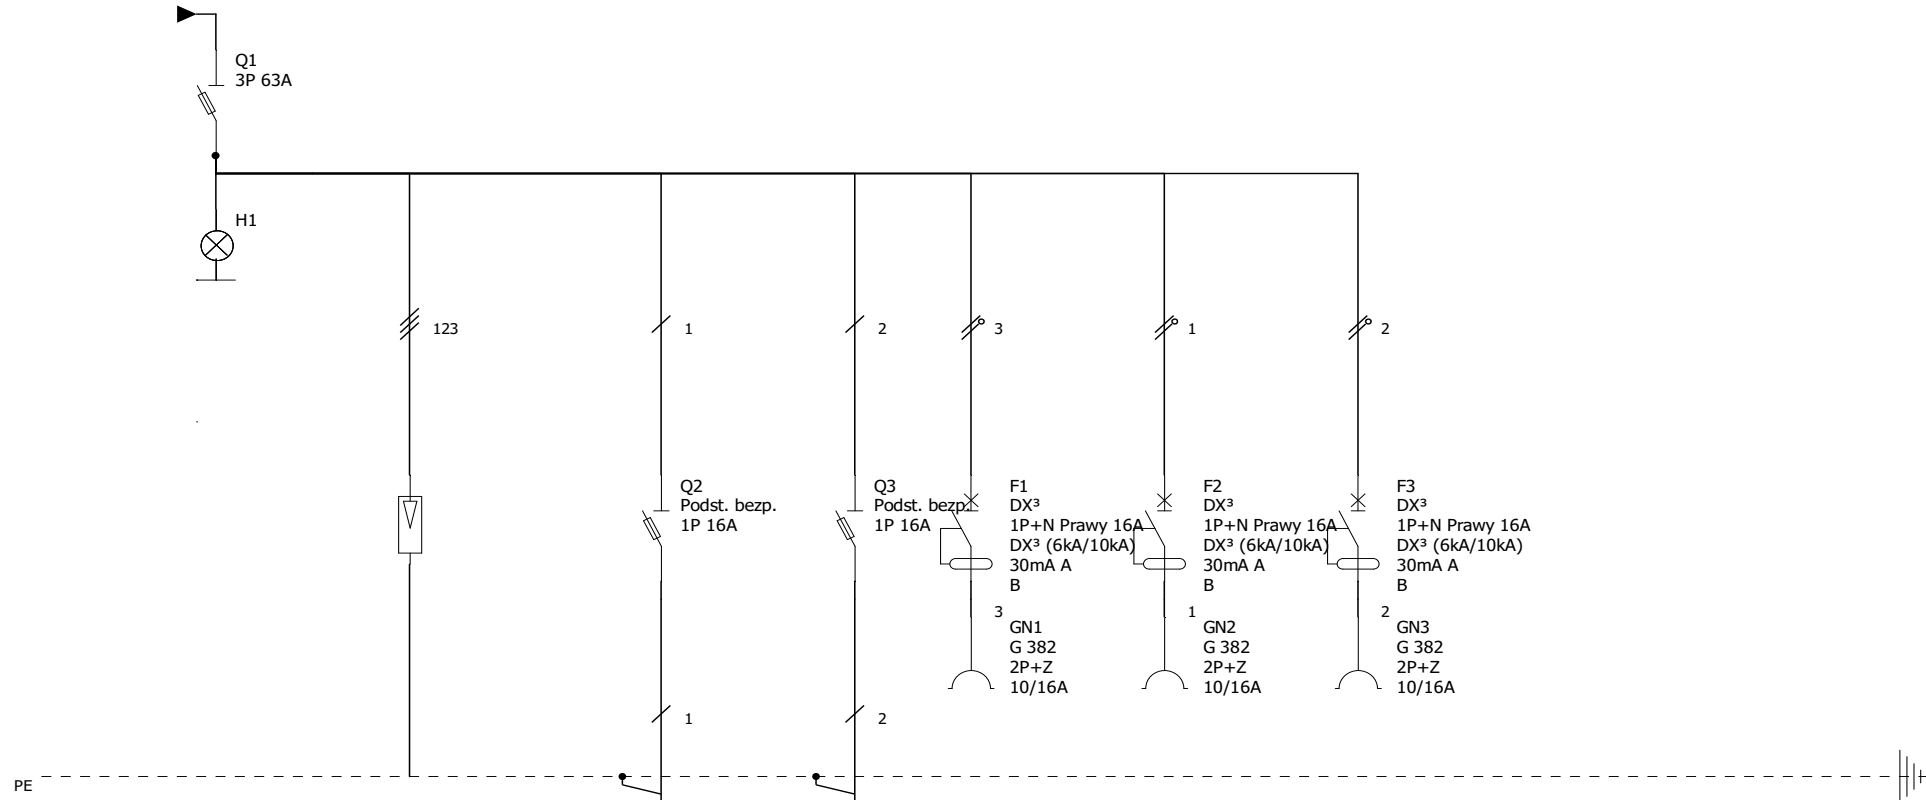 Q1
3P 63A
H1
123
1
2
3
1
2
Q2
Podst. bezp.
1P 16A
Q3
Podst. bezp.
1P 16A
F1
DX³
1P+N Prawy 16A
DX³ (6kA/10kA)
30mA A
B
F2
DX³
1P+N Prawy 16A
DX³ (6kA/10kA)
30mA A
B
F3
DX³
1P+N Prawy 16A
DX³ (6kA/10kA)
30mA A
B
3
GN1
G 382
2P+Z
10/16A
1
GN2
G 382
2P+Z
10/16A
2
GN3
G 382
2P+Z
10/16A
1
2
PE